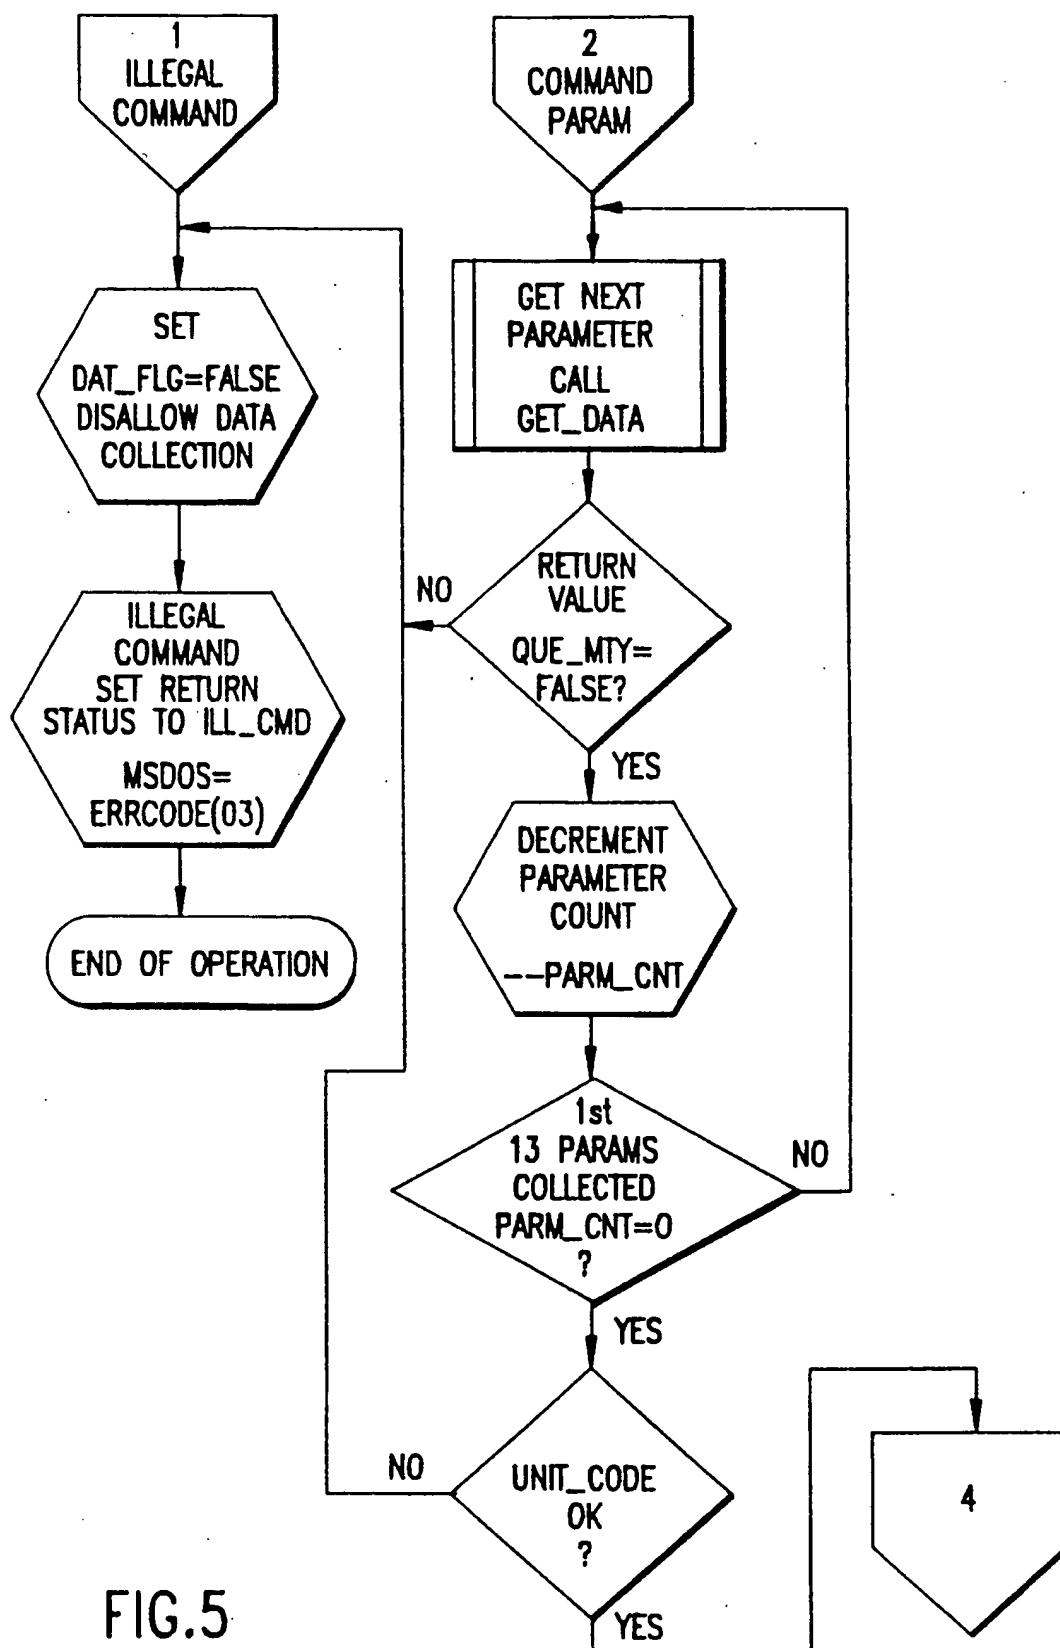 1
ILLEGAL
COMMAND
SET
DAT_FLG=FALSE
DISALLOW DATA
COLLECTION
ILLEGAL
COMMAND
SET RETURN
STATUS TO ILL_CMD
MSDOS=
ERRCODE(03)
END OF OPERATION
2
COMMAND
PARAM
GET NEXT
PARAMETER
CALL
GET_DATA
RETURN
VALUE
QUE_MTY=
FALSE?
NO
YES
DECREMENT
PARAMETER
COUNT
--PARM_CNT
1st
13 PARAMS
COLLECTED
PARM_CNT=0
?
NO
YES
UNIT_CODE
OK
?
NO
YES
4
FIG.5